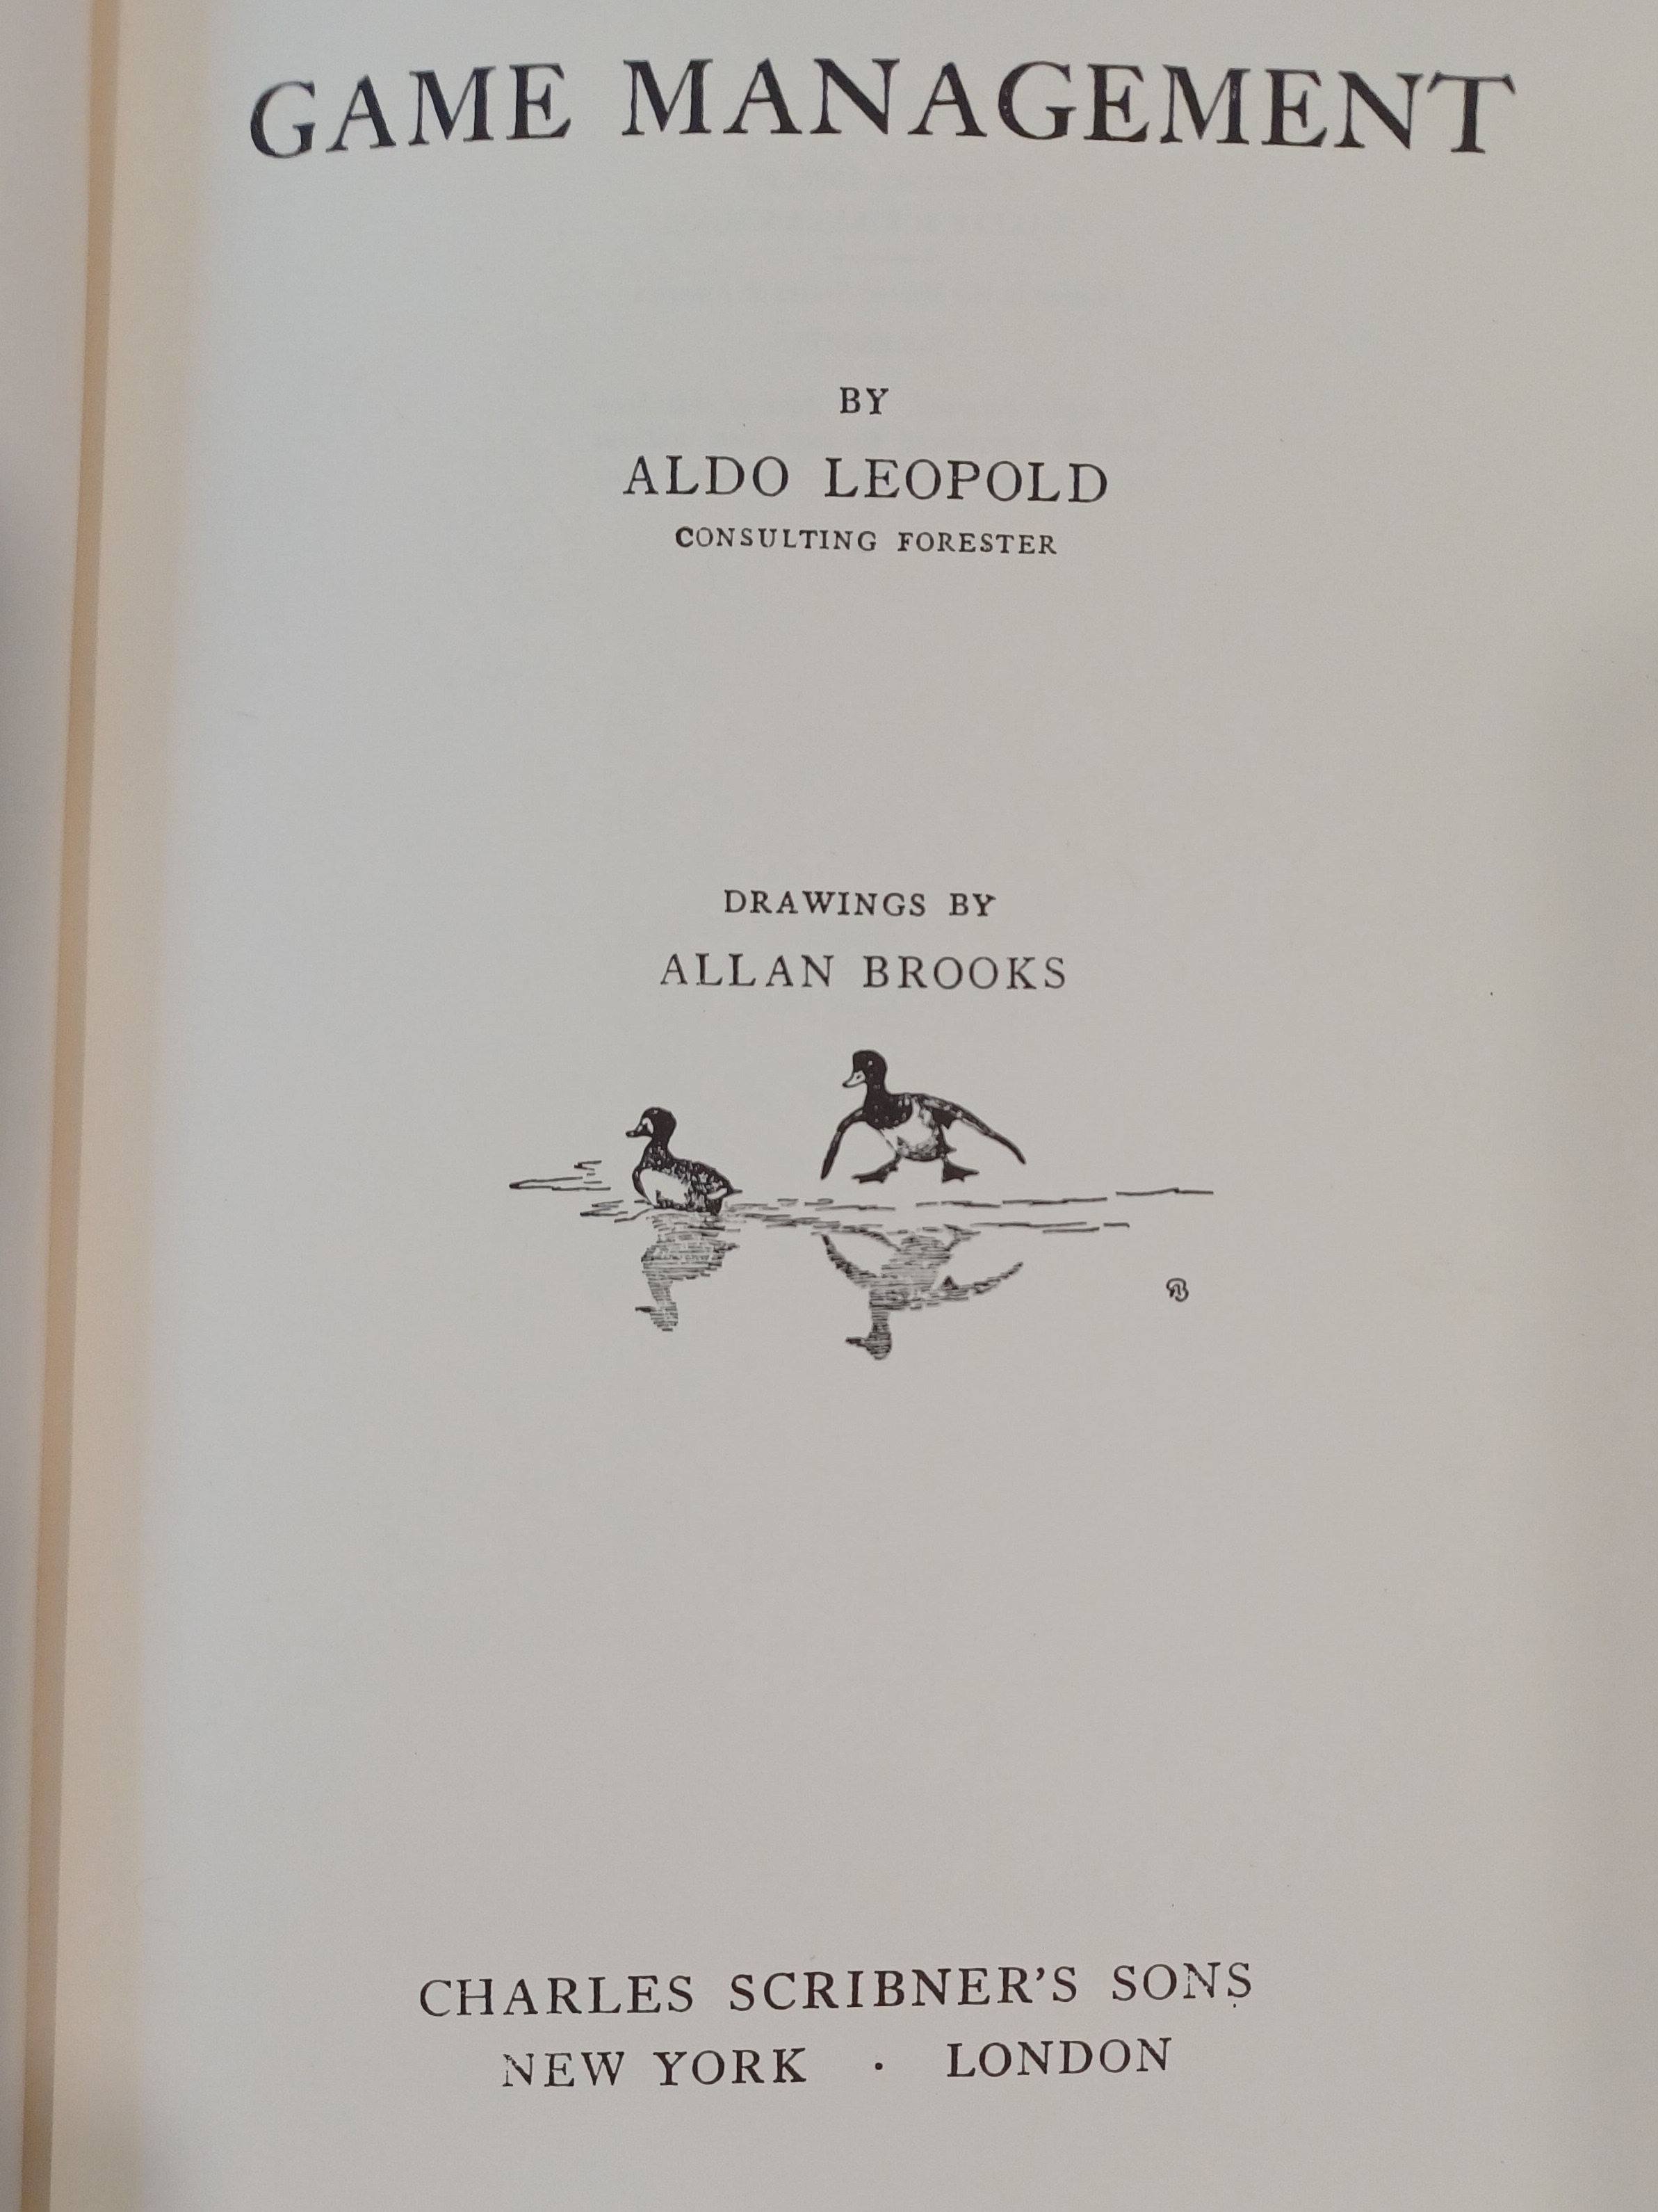 GAME MANAGEMENT
BY
ALDO LEOPOLD
CONSULTING FORESTER
DRAWINGS BY
ALLAN BROOKS
CHARLES SCRIBNER'S SONS
NEW YORK · LONDON